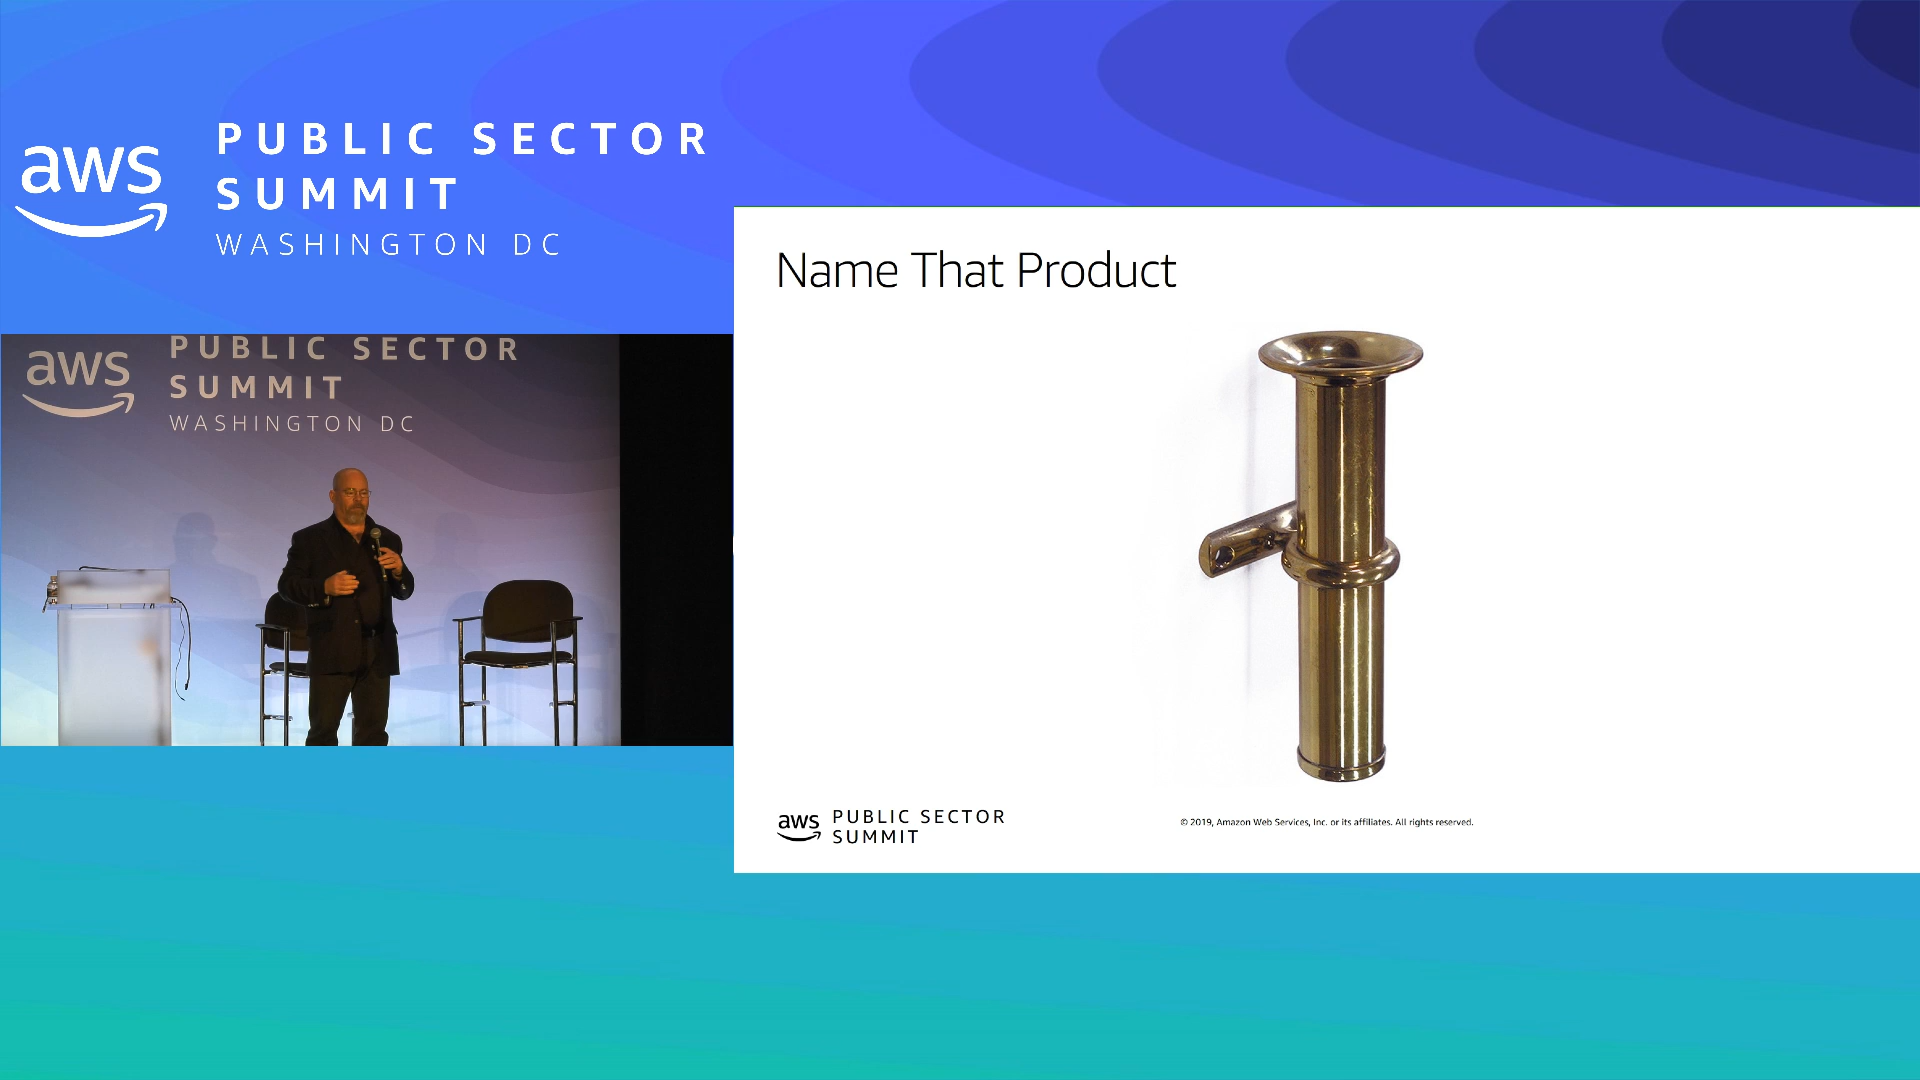 aws
PUBLIC SECTOR
SUMMIT
WASHINGTON DC
aws
PUBLIC SECTOR
SUMMIT
WASHINGTON DC
Name That Product
aws
PUBLIC SECTOR
SUMMIT
© 2019, Amazon Web Services, Inc. or its affiliates. All rights reserved.